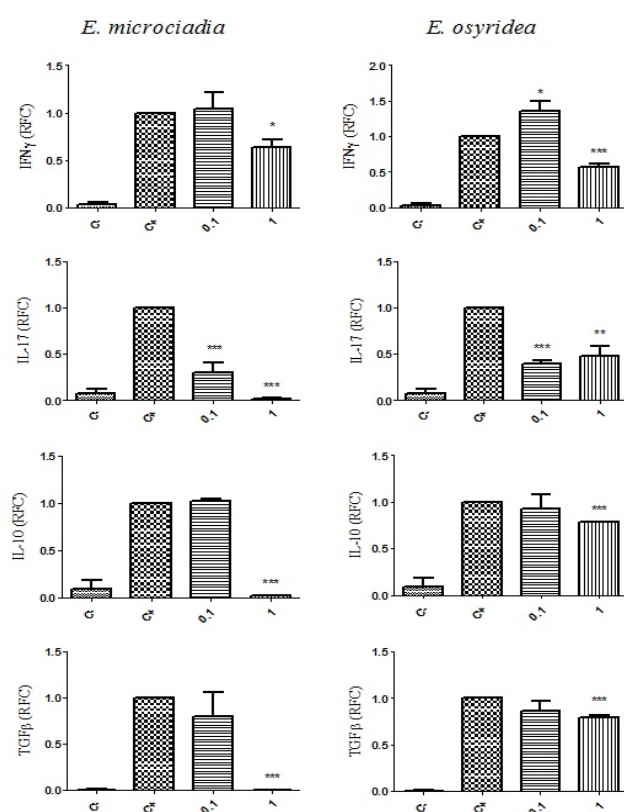 E. microciadia
E. osyridea
IFNγ (RFC)
1.5
1.0
0.5
0.0
*
C-
C*
0.1
1
IFNγ (RFC)
2.0
1.5
1.0
0.5
0.0
*
***
C-
C*
0.1
1
IL-17 (RFC)
1.5
1.0
0.5
0.0
***
***
C-
C*
0.1
1
IL-17 (RFC)
1.5
1.0
0.5
0.0
***
**
C-
C*
0.1
1
IL-10 (RFC)
1.5
1.0
0.5
0.0
***
C-
C*
0.1
1
IL-10 (RFC)
1.5
1.0
0.5
0.0
***
C-
C*
0.1
1
TGFβ (RFC)
1.5
1.0
0.5
0.0
***
C-
C*
0.1
1
TGFβ (RFC)
1.5
1.0
0.5
0.0
***
C-
C*
0.1
1